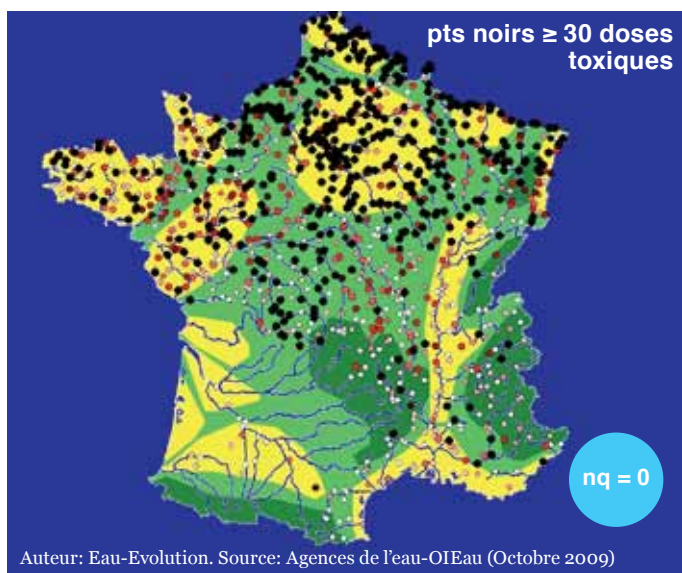 pts noirs ≥ 30 doses
toxiques
nq = 0
Auteur: Eau-Evolution. Source: Agences de l'eau-OIEau (Octobre 2009)